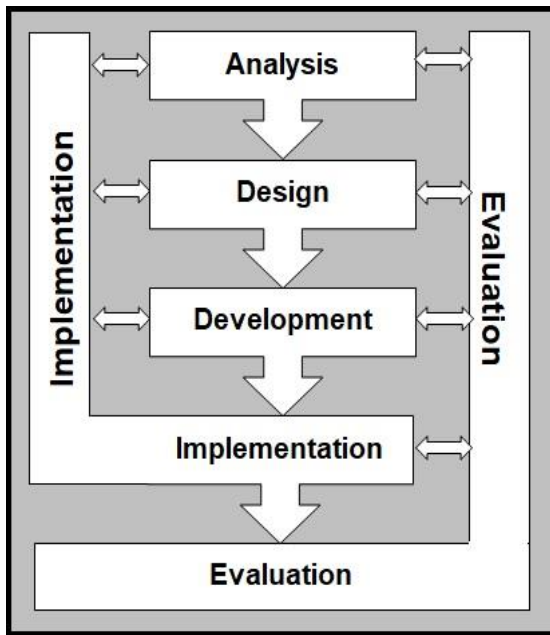 Analysis
Design
Development
Implementation
Evaluation
Implementation
Evaluation